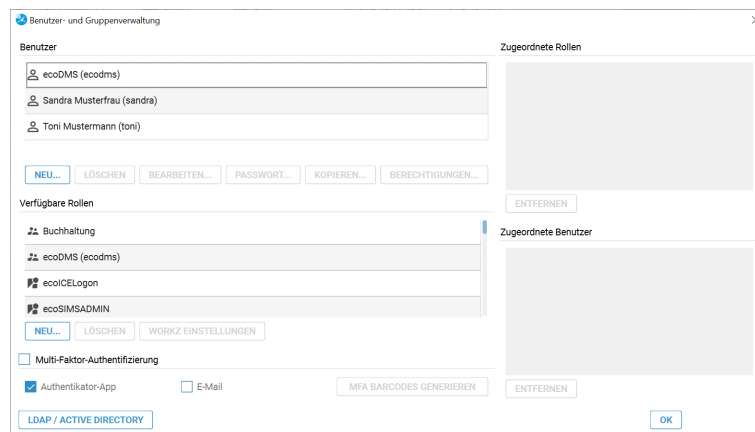 Benutzer- und Gruppenverwaltung
Benutzer
ecoDMS (ecodms)
Sandra Musterfrau (sandra)
Toni Mustermann (toni)
NEU... LÖSCHEN BEARBEITEN... PASSWORT... KOPIEREN... BERECHTIGUNGEN...
Verfügbare Rollen
Buchhaltung
ecoDMS (ecodms)
ecoICELogon
ecoSIMSADMIN
NEU... LÖSCHEN WORKZ EINSTELLUNGEN
Multi-Faktor-Authentifizierung
Authentikator-App E-Mail MFA BARCODES GENERIEREN
LDAP / ACTIVE DIRECTORY
Zugeordnete Rollen
ENTFERNEN
Zugeordnete Benutzer
ENTFERNEN
OK